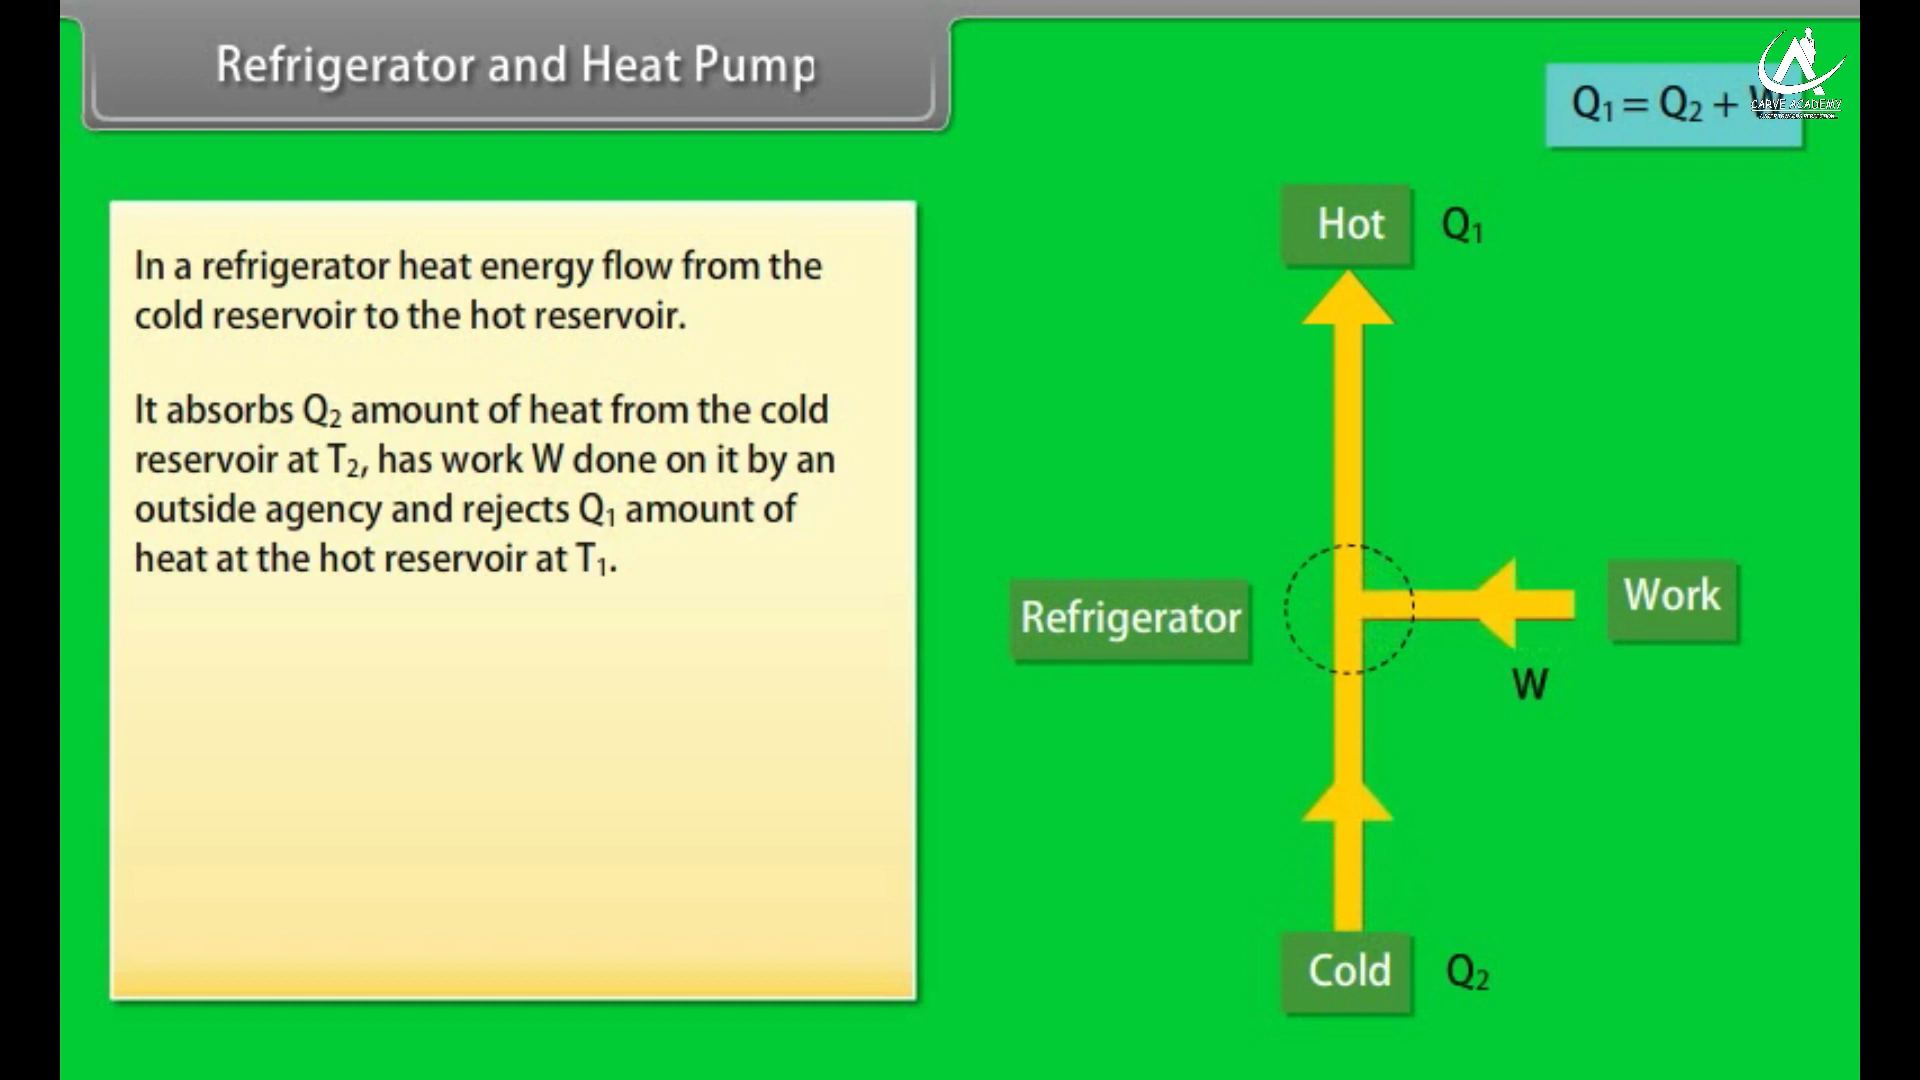 Refrigerator and Heat Pump
Q₁ = Q₂ +
CARVE ACADEMY
In a refrigerator heat energy flow from the
cold reservoir to the hot reservoir.
It absorbs Q₂ amount of heat from the cold
reservoir at T₂, has work W done on it by an
outside agency and rejects Q₁ amount of
heat at the hot reservoir at T₁.
Hot Q₁
Refrigerator
Work
W
Cold Q₂